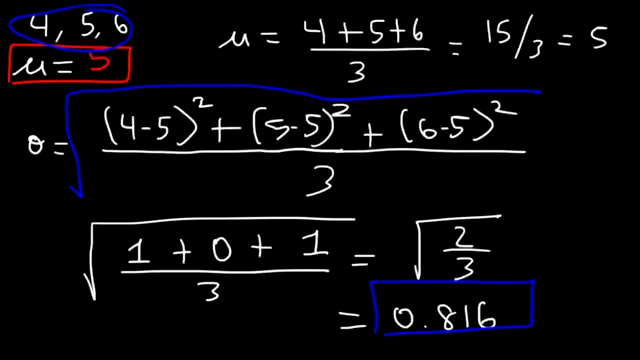 4, 5, 6
μ = 5
μ = (4 + 5 + 6)/3 = 15/3 = 5
σ = √(((4-5)² + (5-5)² + (6-5)²)/3)
√((1 + 0 + 1)/3) = √(2/3)
= 0.816